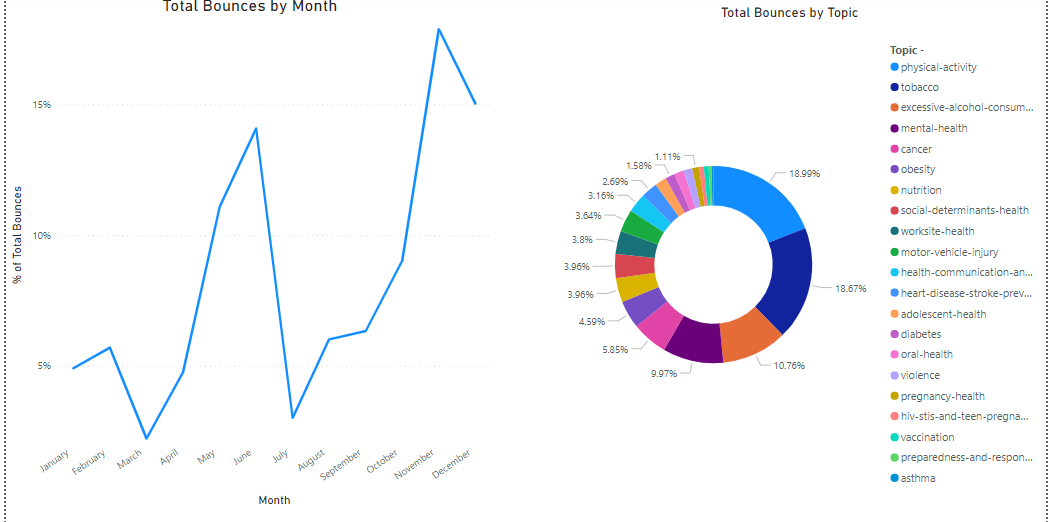 Total Bounces by Month
% of Total Bounces
15%
10%
5%
January
February
March
April
May
June
July
August
September
October
November
December
Month
Total Bounces by Topic
18.99%
18.67%
10.76%
9.97%
5.85%
4.59%
3.96%
3.96%
3.8%
3.64%
3.16%
2.69%
1.58%
1.11%
Topic -
physical-activity
tobacco
excessive-alcohol-consum...
mental-health
cancer
obesity
nutrition
social-determinants-health
worksite-health
motor-vehicle-injury
health-communication-an...
heart-disease-stroke-prev...
adolescent-health
diabetes
oral-health
violence
pregnancy-health
hiv-stis-and-teen-pregna...
vaccination
preparedness-and-respon...
asthma